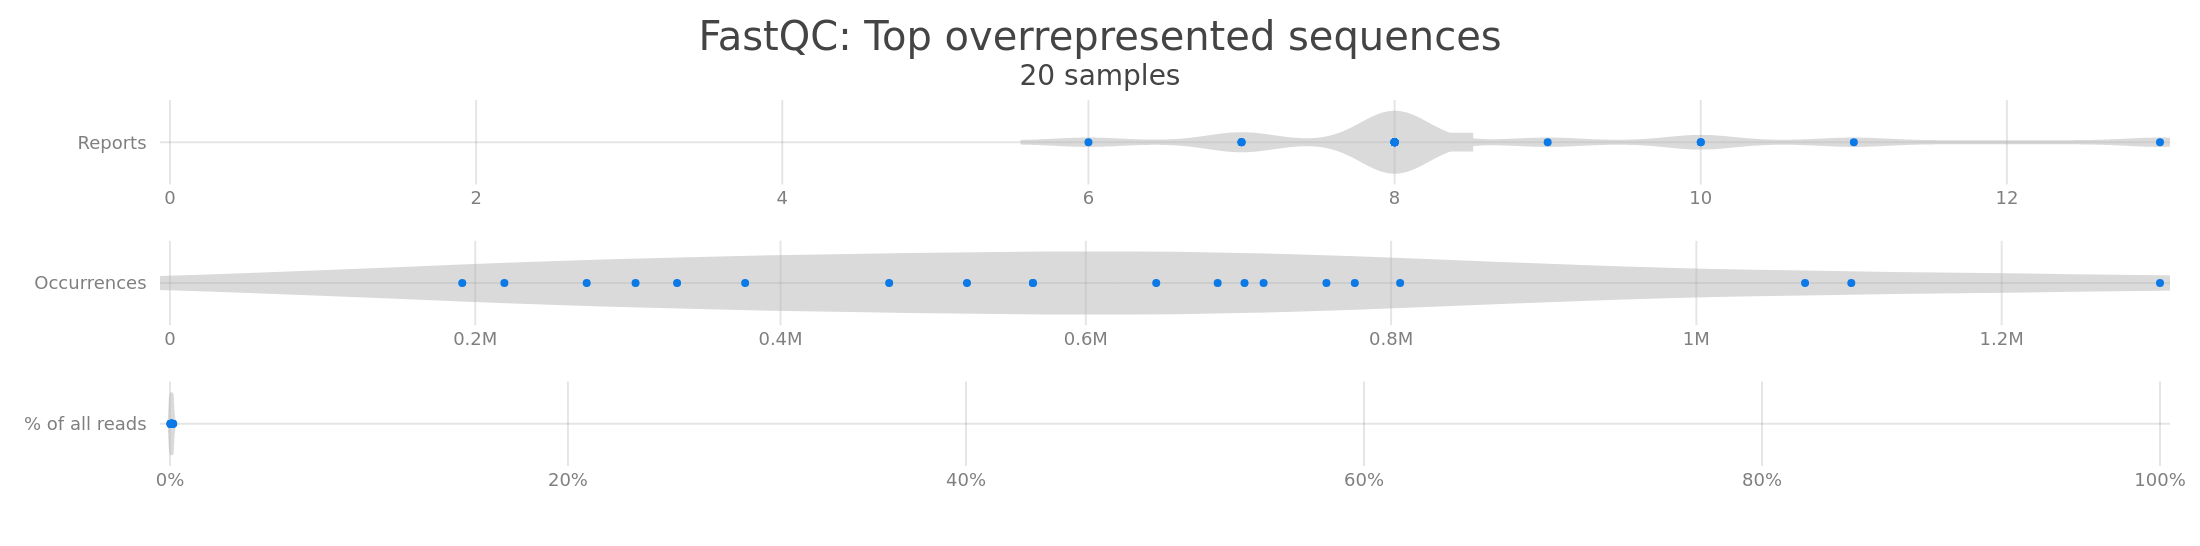 FastQC: Top overrepresented sequences
20 samples
Reports
0 2 4 6 8 10 12
Occurrences
0 0.2M 0.4M 0.6M 0.8M 1M 1.2M
% of all reads
0% 20% 40% 60% 80% 100%